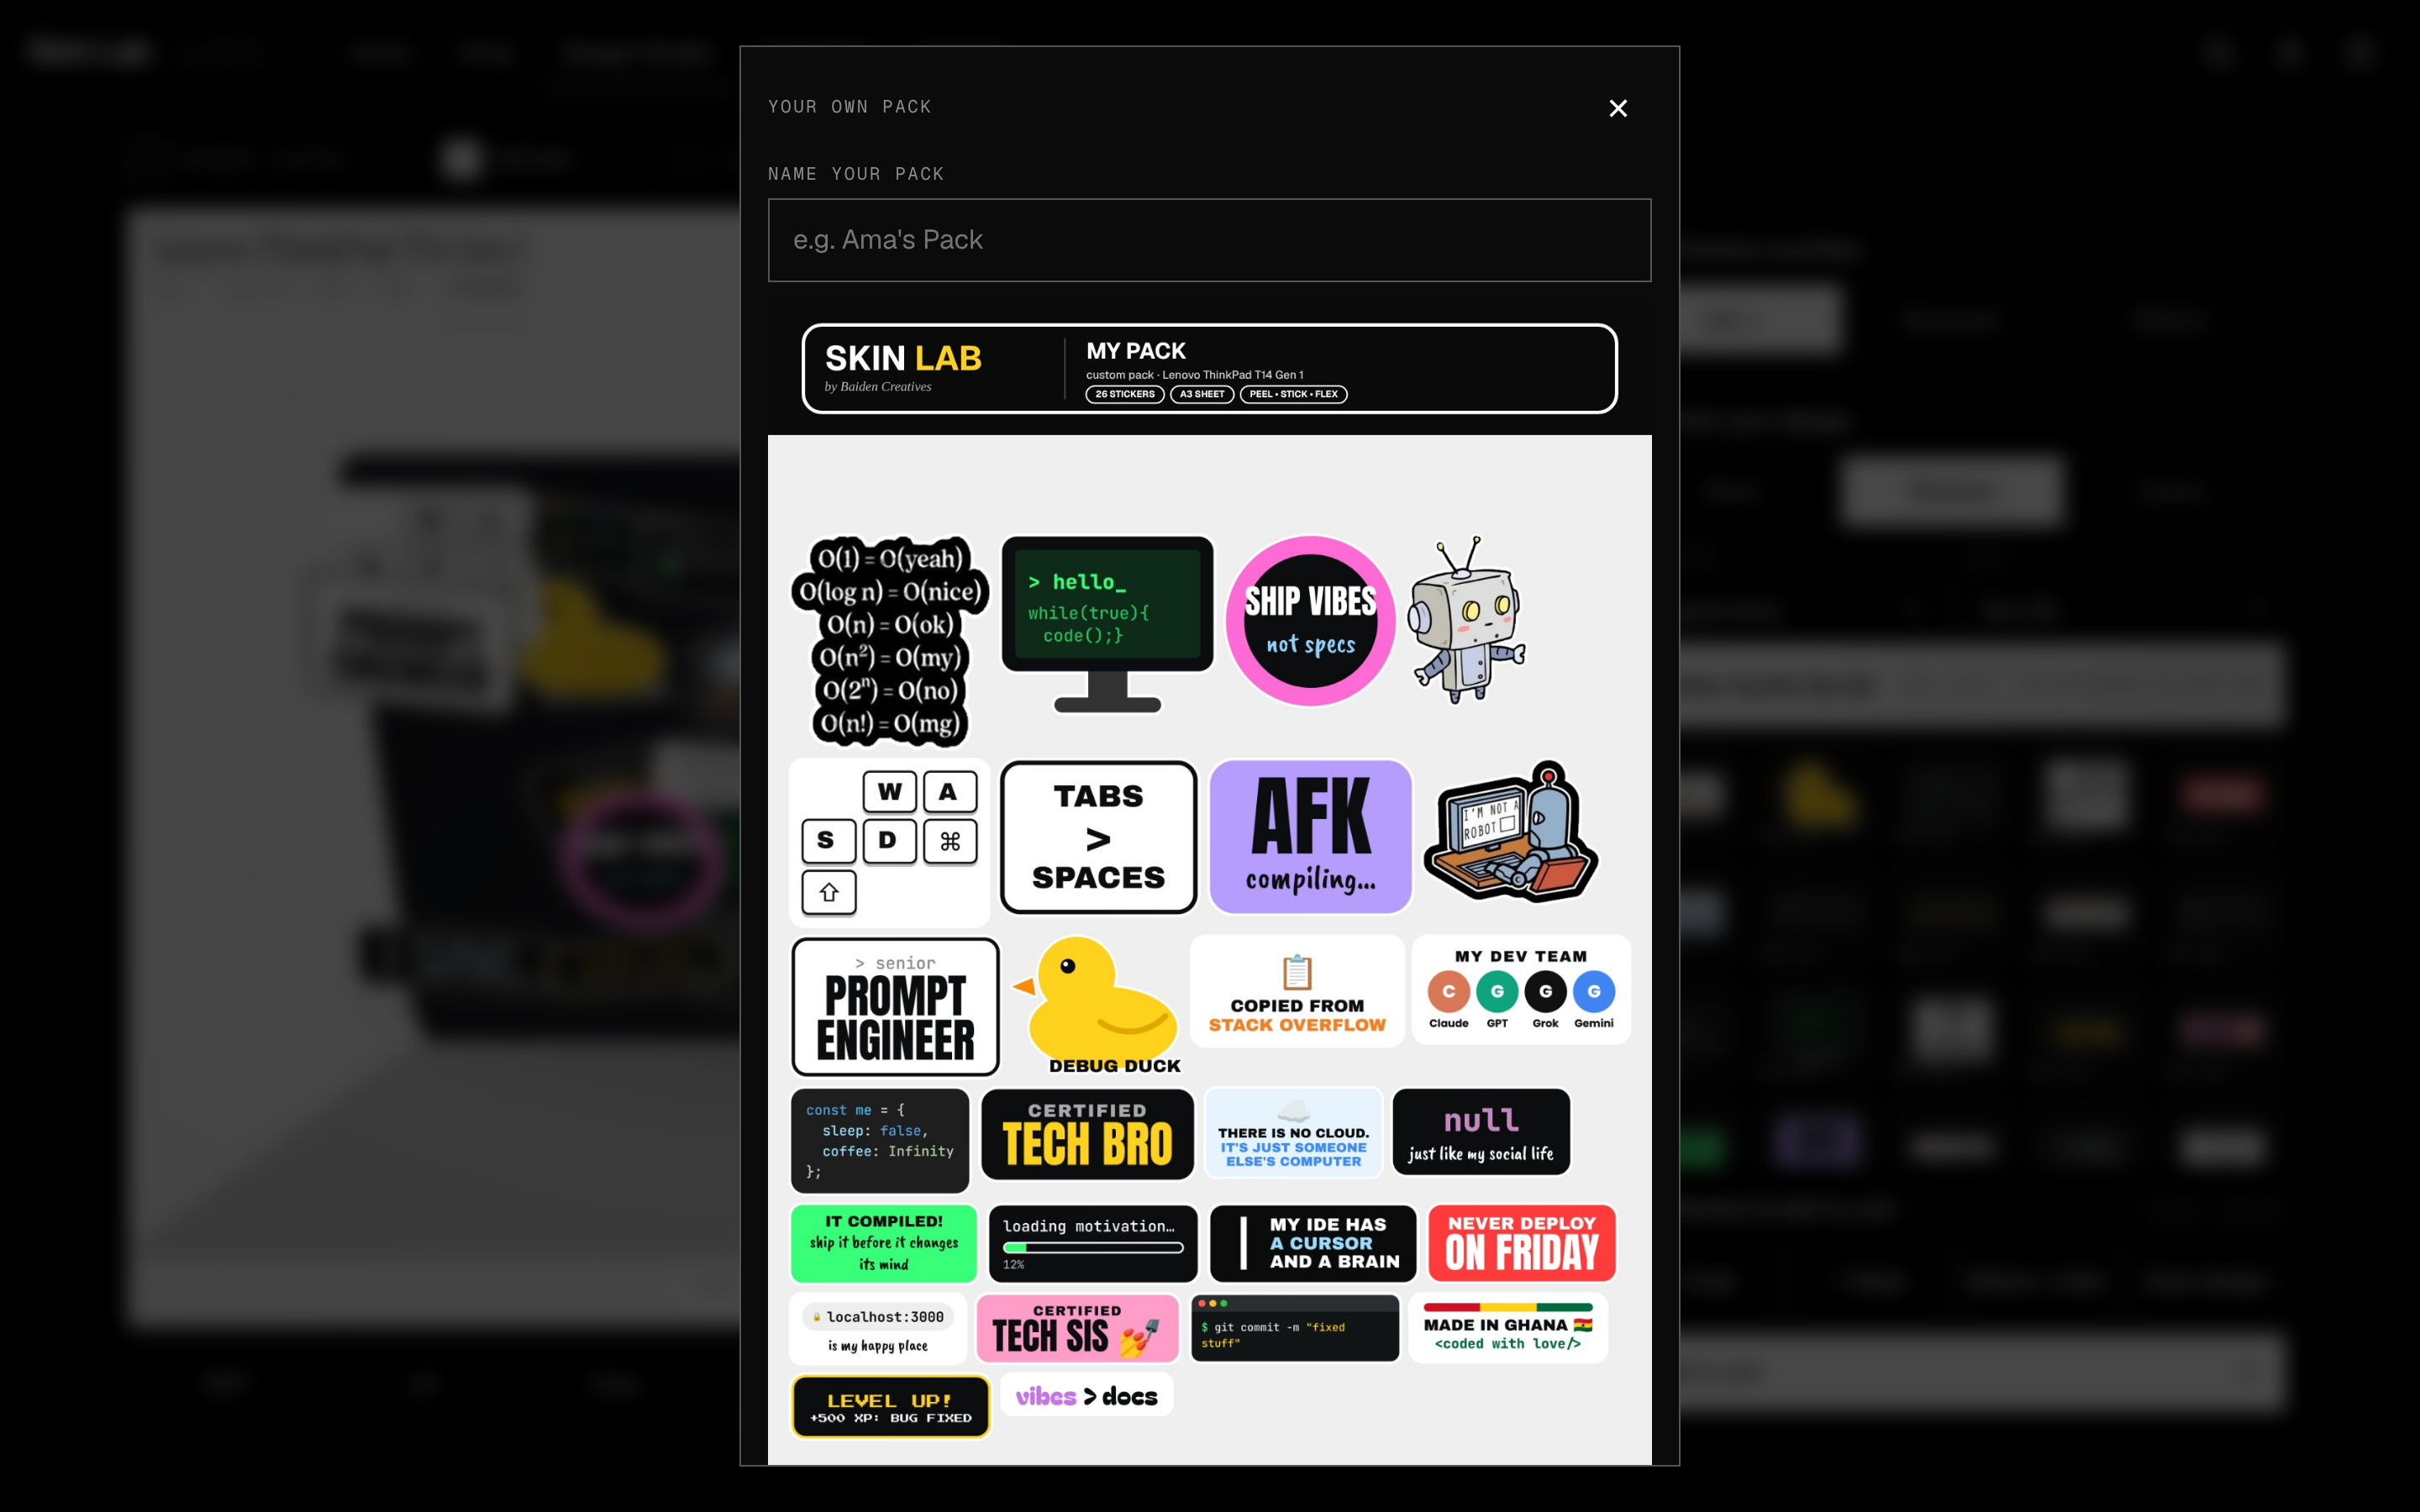 YOUR OWN PACK
×
NAME YOUR PACK
e.g. Ama's Pack
SKIN LAB
by Baiden Creatives
MY PACK
custom pack · Lenovo ThinkPad T14 Gen 1
26 STICKERS
A3 SHEET
PEEL • STICK • FLEX
O(1) = O(yeah)
O(log n) = O(nice)
O(n) = O(ok)
O(n²) = O(my)
O(2ⁿ) = O(no)
O(n!) = O(mg)
> hello_
while(true){
code();}
SHIP VIBES
not specs
W A
S D ⌘
⇧
TABS
>
SPACES
AFK
compiling...
I'M NOT A
ROBOT
> senior
PROMPT
ENGINEER
DEBUG DUCK
📋
COPIED FROM
STACK OVERFLOW
MY DEV TEAM
C G G G
Claude GPT Grok Gemini
const me = {
sleep: false,
coffee: Infinity
};
CERTIFIED
TECH BRO
☁️
THERE IS NO CLOUD.
IT'S JUST SOMEONE
ELSE'S COMPUTER
null
just like my social life
IT COMPILED!
ship it before it changes
its mind
loading motivation…
12%
MY IDE HAS
A CURSOR
AND A BRAIN
NEVER DEPLOY
ON FRIDAY
🔒 localhost:3000
is my happy place
CERTIFIED
TECH SIS 💅
$ git commit -m "fixed
stuff"
MADE IN GHANA 🇬🇭
<coded with love/>
LEVEL UP!
+500 XP: BUG FIXED
vibes > docs